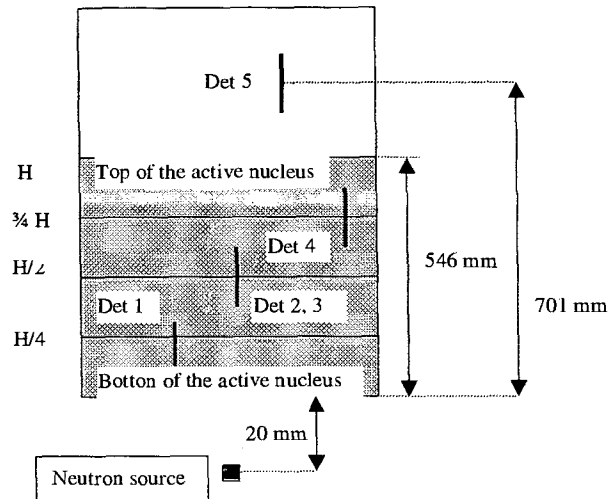 Det 5
Top of the active nucleus
H
¾ H
Det 4
546 mm
H/2
Det 1
Det 2, 3
701 mm
H/4
Botton of the active nucleus
20 mm
Neutron source